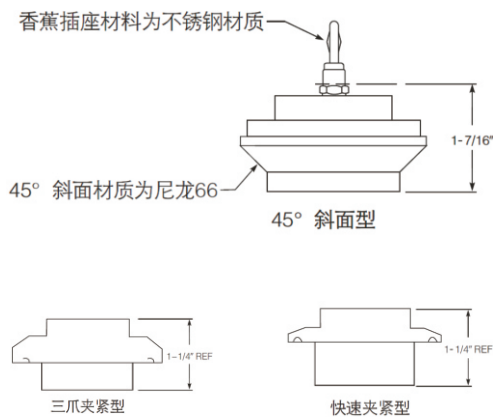 香蕉插座材料为不锈钢材质
1-7/16"
45° 斜面材质为尼龙66
45° 斜面型
1-1/4" REF
三爪夹紧型
1-1/4" REF
快速夹紧型